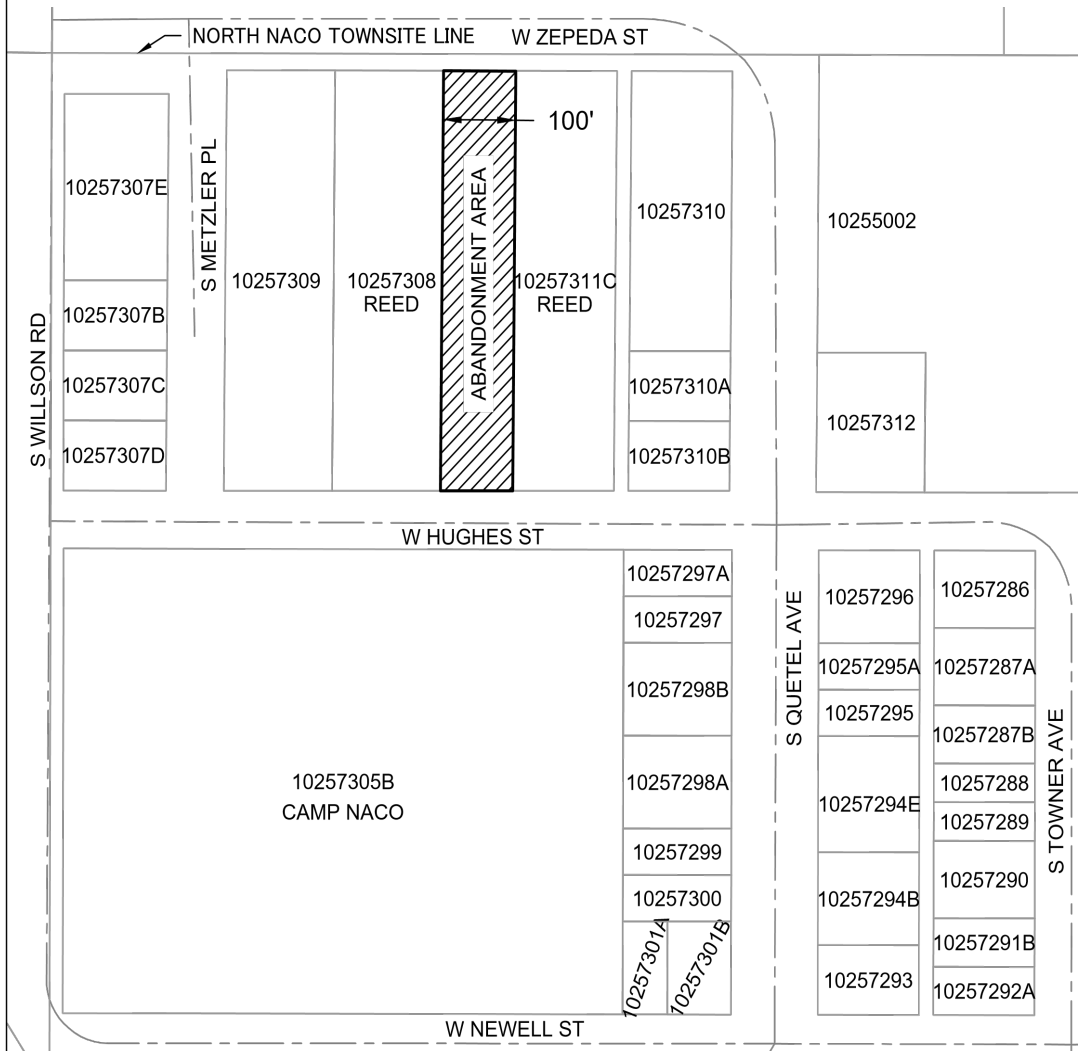 NORTH NACO TOWNSITE LINE
W ZEPEDA ST
100'
10257307E
S METZLER PL
ABANDONMENT AREA
10257310
10255002
10257309
10257308
REED
10257311C
REED
10257307B
S WILLSON RD
10257307C
10257310A
10257312
10257307D
10257310B
W HUGHES ST
10257297A
10257297
10257296
10257286
S QUETEL AVE
10257298B
10257295A
10257287A
10257295
10257287B
10257305B
CAMP NACO
10257298A
10257294E
10257288
10257289
S TOWNER AVE
10257299
10257290
10257300
10257294B
10257301A
10257301B
10257291B
10257293
10257292A
W NEWELL ST